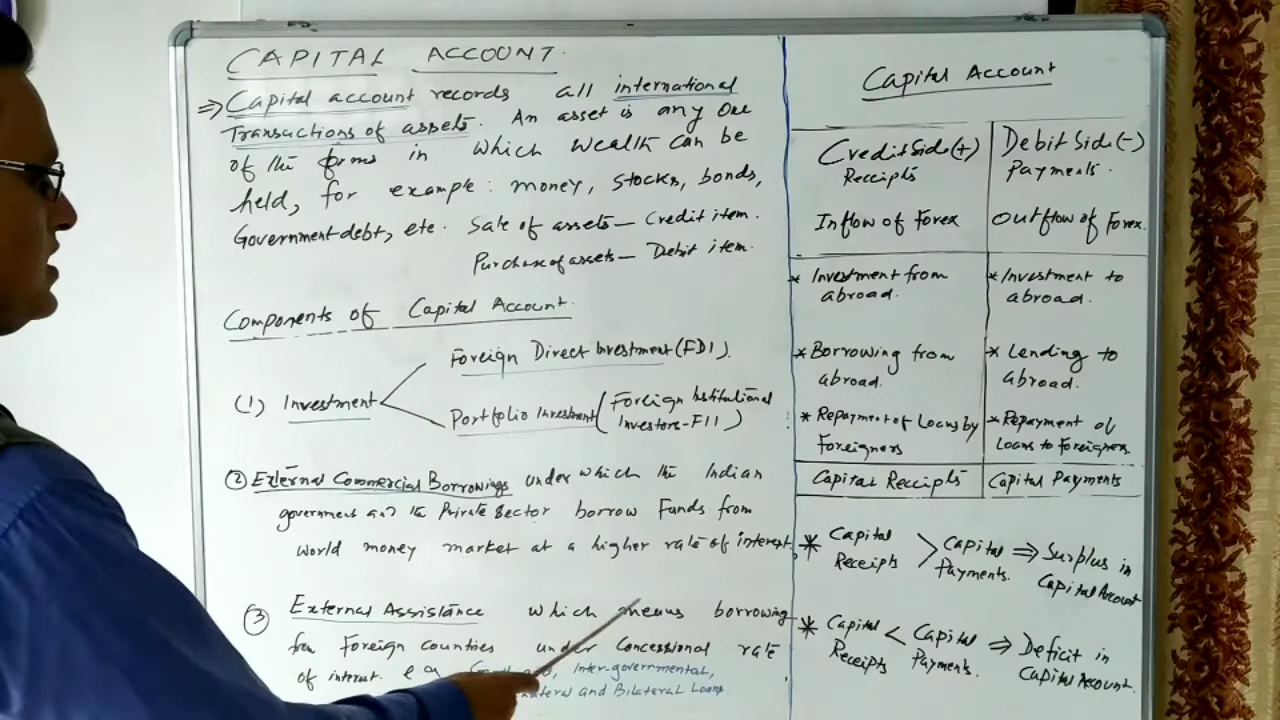 CAPITAL ACCOUNT.
⇒ Capital account records all international
Transactions of assets. An asset is any one
of the forms in which wealth can be
held, for example: money, stocks, bonds,
Government debt, etc. Sale of assets – Credit item.
Purchase of assets – Debit item.
Components of Capital Account.
(1) Investment
Foreign Direct Investment (FDI).
Portfolio Investment (Foreign Institutional
Investors-FII)
② External Commercial Borrowings under which the Indian
government and the Private Sector borrow Funds from
world money market at a higher rate of interest.
③ External Assistance which means borrowing
from Foreign counties under Concessional rate
of interest. e.g. Inter-governmental,
and Bilateral Loans.
Capital Account
Credit Side (+)
Receipts
Debit Side (-)
Payments.
Inflow of Forex
Outflow of Forex.
* Investment from
abroad.
* Investment to
abroad.
* Borrowing from
abroad.
* Lending to
abroad.
* Repayment of Loans by
Foreigners
* Repayment of
Loans to Foreigners
Capital Receipts
Capital Payments
* Capital Receipts > Capital Payments. ⇒ Surplus in Capital Account
* Capital Receipts < Capital Payments. ⇒ Deficit in Capital Account.